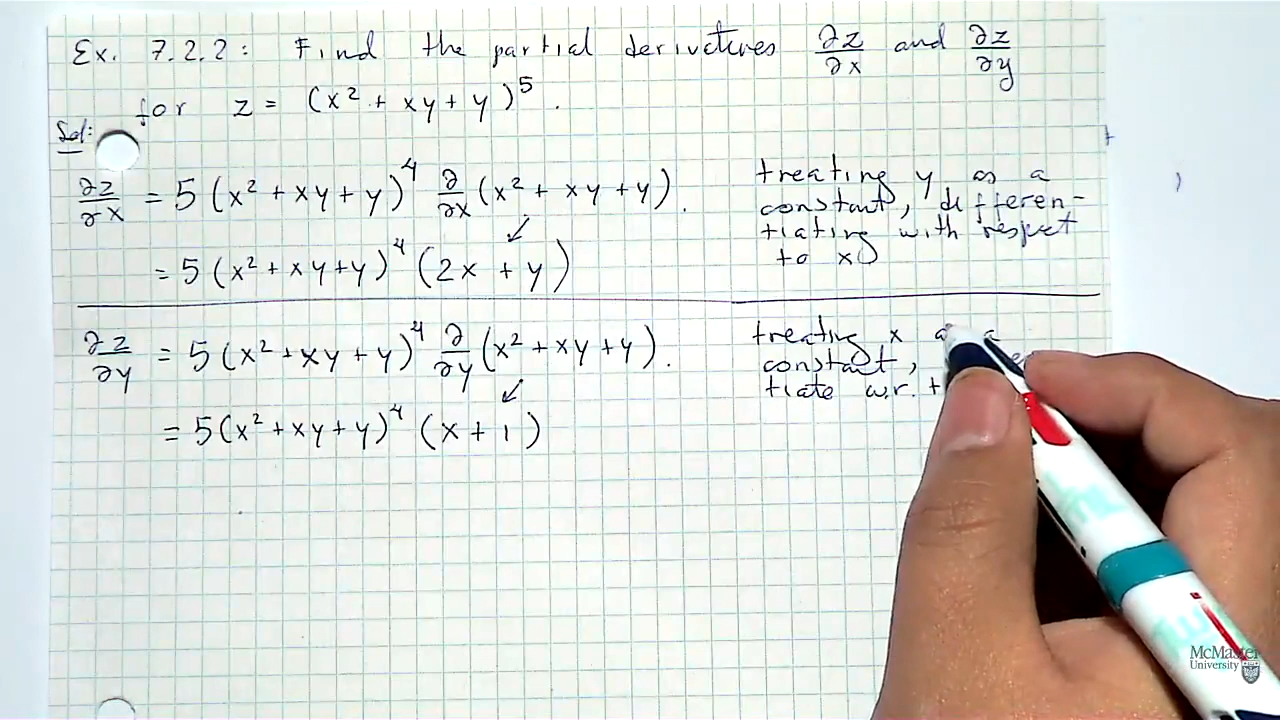 Ex. 7.2.2: Find the partial derivatives ∂z/∂x and ∂z/∂y
for z = (x² + xy + y)⁵.
Sol:
∂z/∂x = 5(x² + xy + y)⁴ ∂/∂x (x² + xy + y).
= 5(x² + xy + y)⁴ (2x + y)
treating y as a
constant, differen-
tiating with respect
to x
∂z/∂y = 5(x² + xy + y)⁴ ∂/∂y (x² + xy + y).
= 5(x² + xy + y)⁴ (x + 1)
treating x a
constant,
tiate w.r.t
McMaster
University